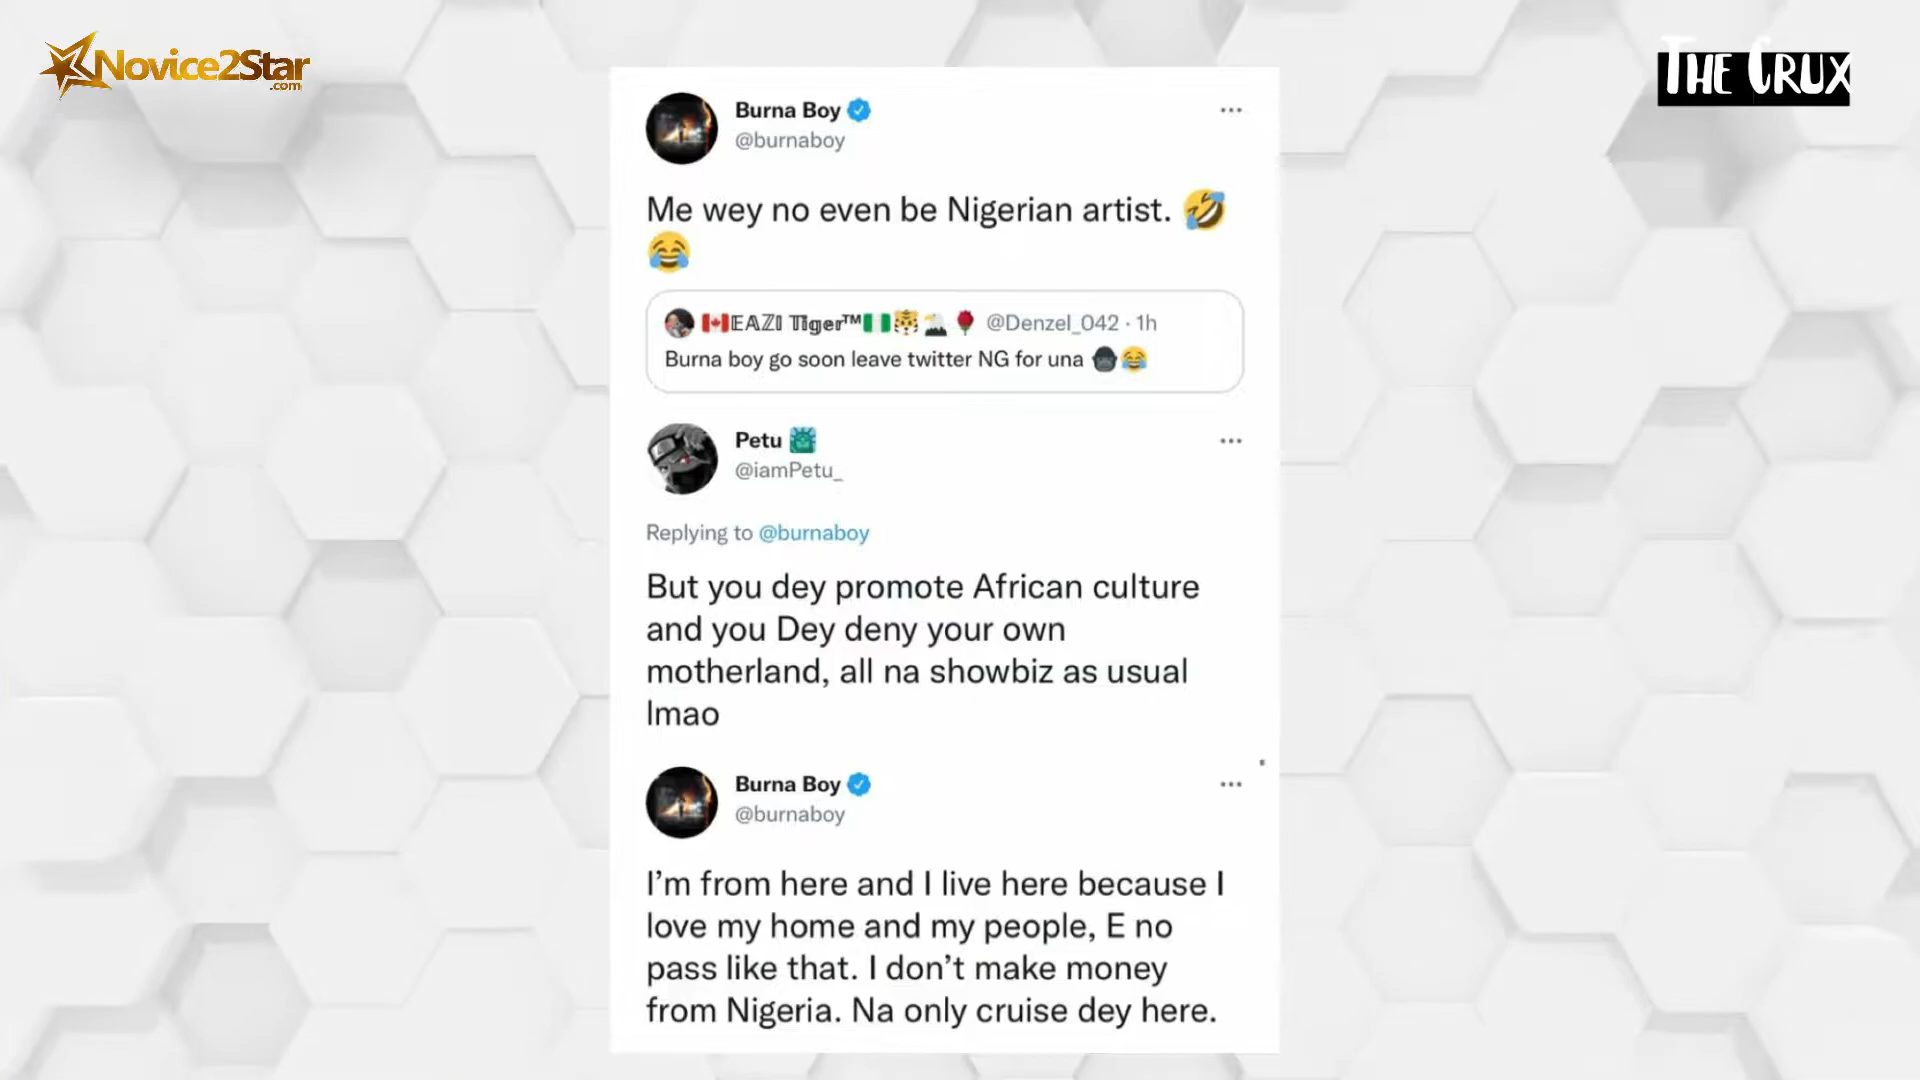 Novice2Star
.com
THE CRUX
Burna Boy
@burnaboy
Me wey no even be Nigerian artist. 🤣
😂
🇨🇦𝔼𝔸ℤ𝕀 𝕋𝕚𝕘𝕖𝕣™🇳🇬🐯🦅🌹 @Denzel_042 · 1h
Burna boy go soon leave twitter NG for una 🦍😂
Petu 🗽
@iamPetu_
Replying to @burnaboy
But you dey promote African culture
and you Dey deny your own
motherland, all na showbiz as usual
lmao
Burna Boy
@burnaboy
I’m from here and I live here because I
love my home and my people, E no
pass like that. I don’t make money
from Nigeria. Na only cruise dey here.